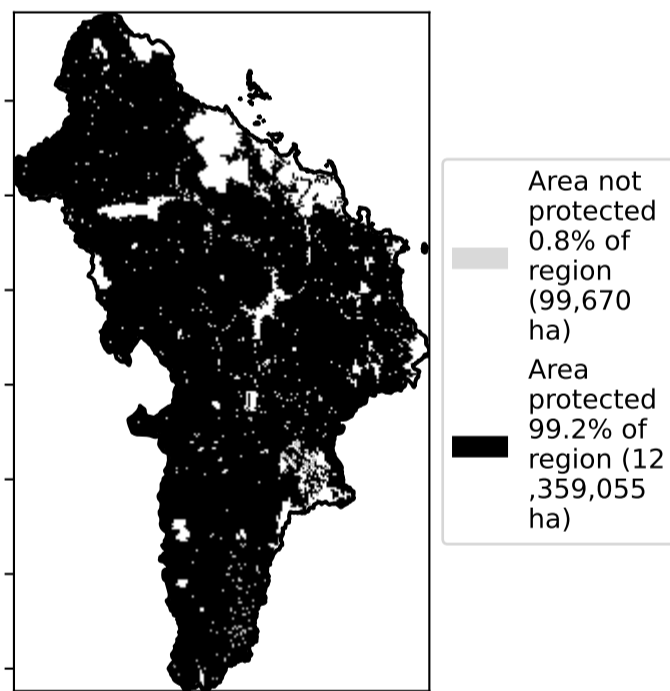 Area not
protected
0.8% of
region
(99,670
ha)
Area
protected
99.2% of
region (12
,359,055
ha)